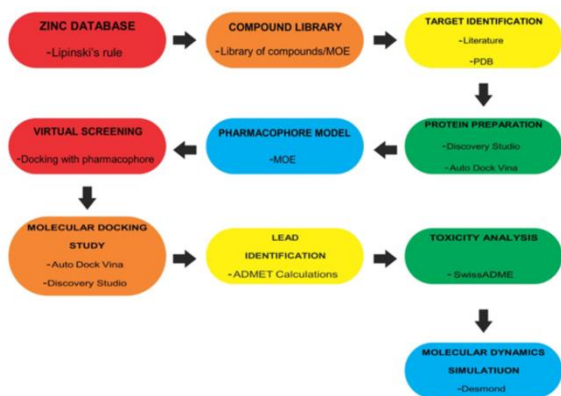 ZINC DATABASE
-Lipinski's rule
COMPOUND LIBRARY
-Library of compounds/MOE
TARGET IDENTIFICATION
-Literature
-PDB
PROTEIN PREPARATION
-Discovery Studio
-Auto Dock Vina
PHARMACOPHORE MODEL
-MOE
VIRTUAL SCREENING
-Docking with pharmacophore
MOLECULAR DOCKING
STUDY
-Auto Dock Vina
-Discovery Studio
LEAD
IDENTIFICATION
-ADMET Calculations
TOXICITY ANALYSIS
-SwissADME
MOLECULAR DYNAMICS
SIMULATIUON
-Desmond